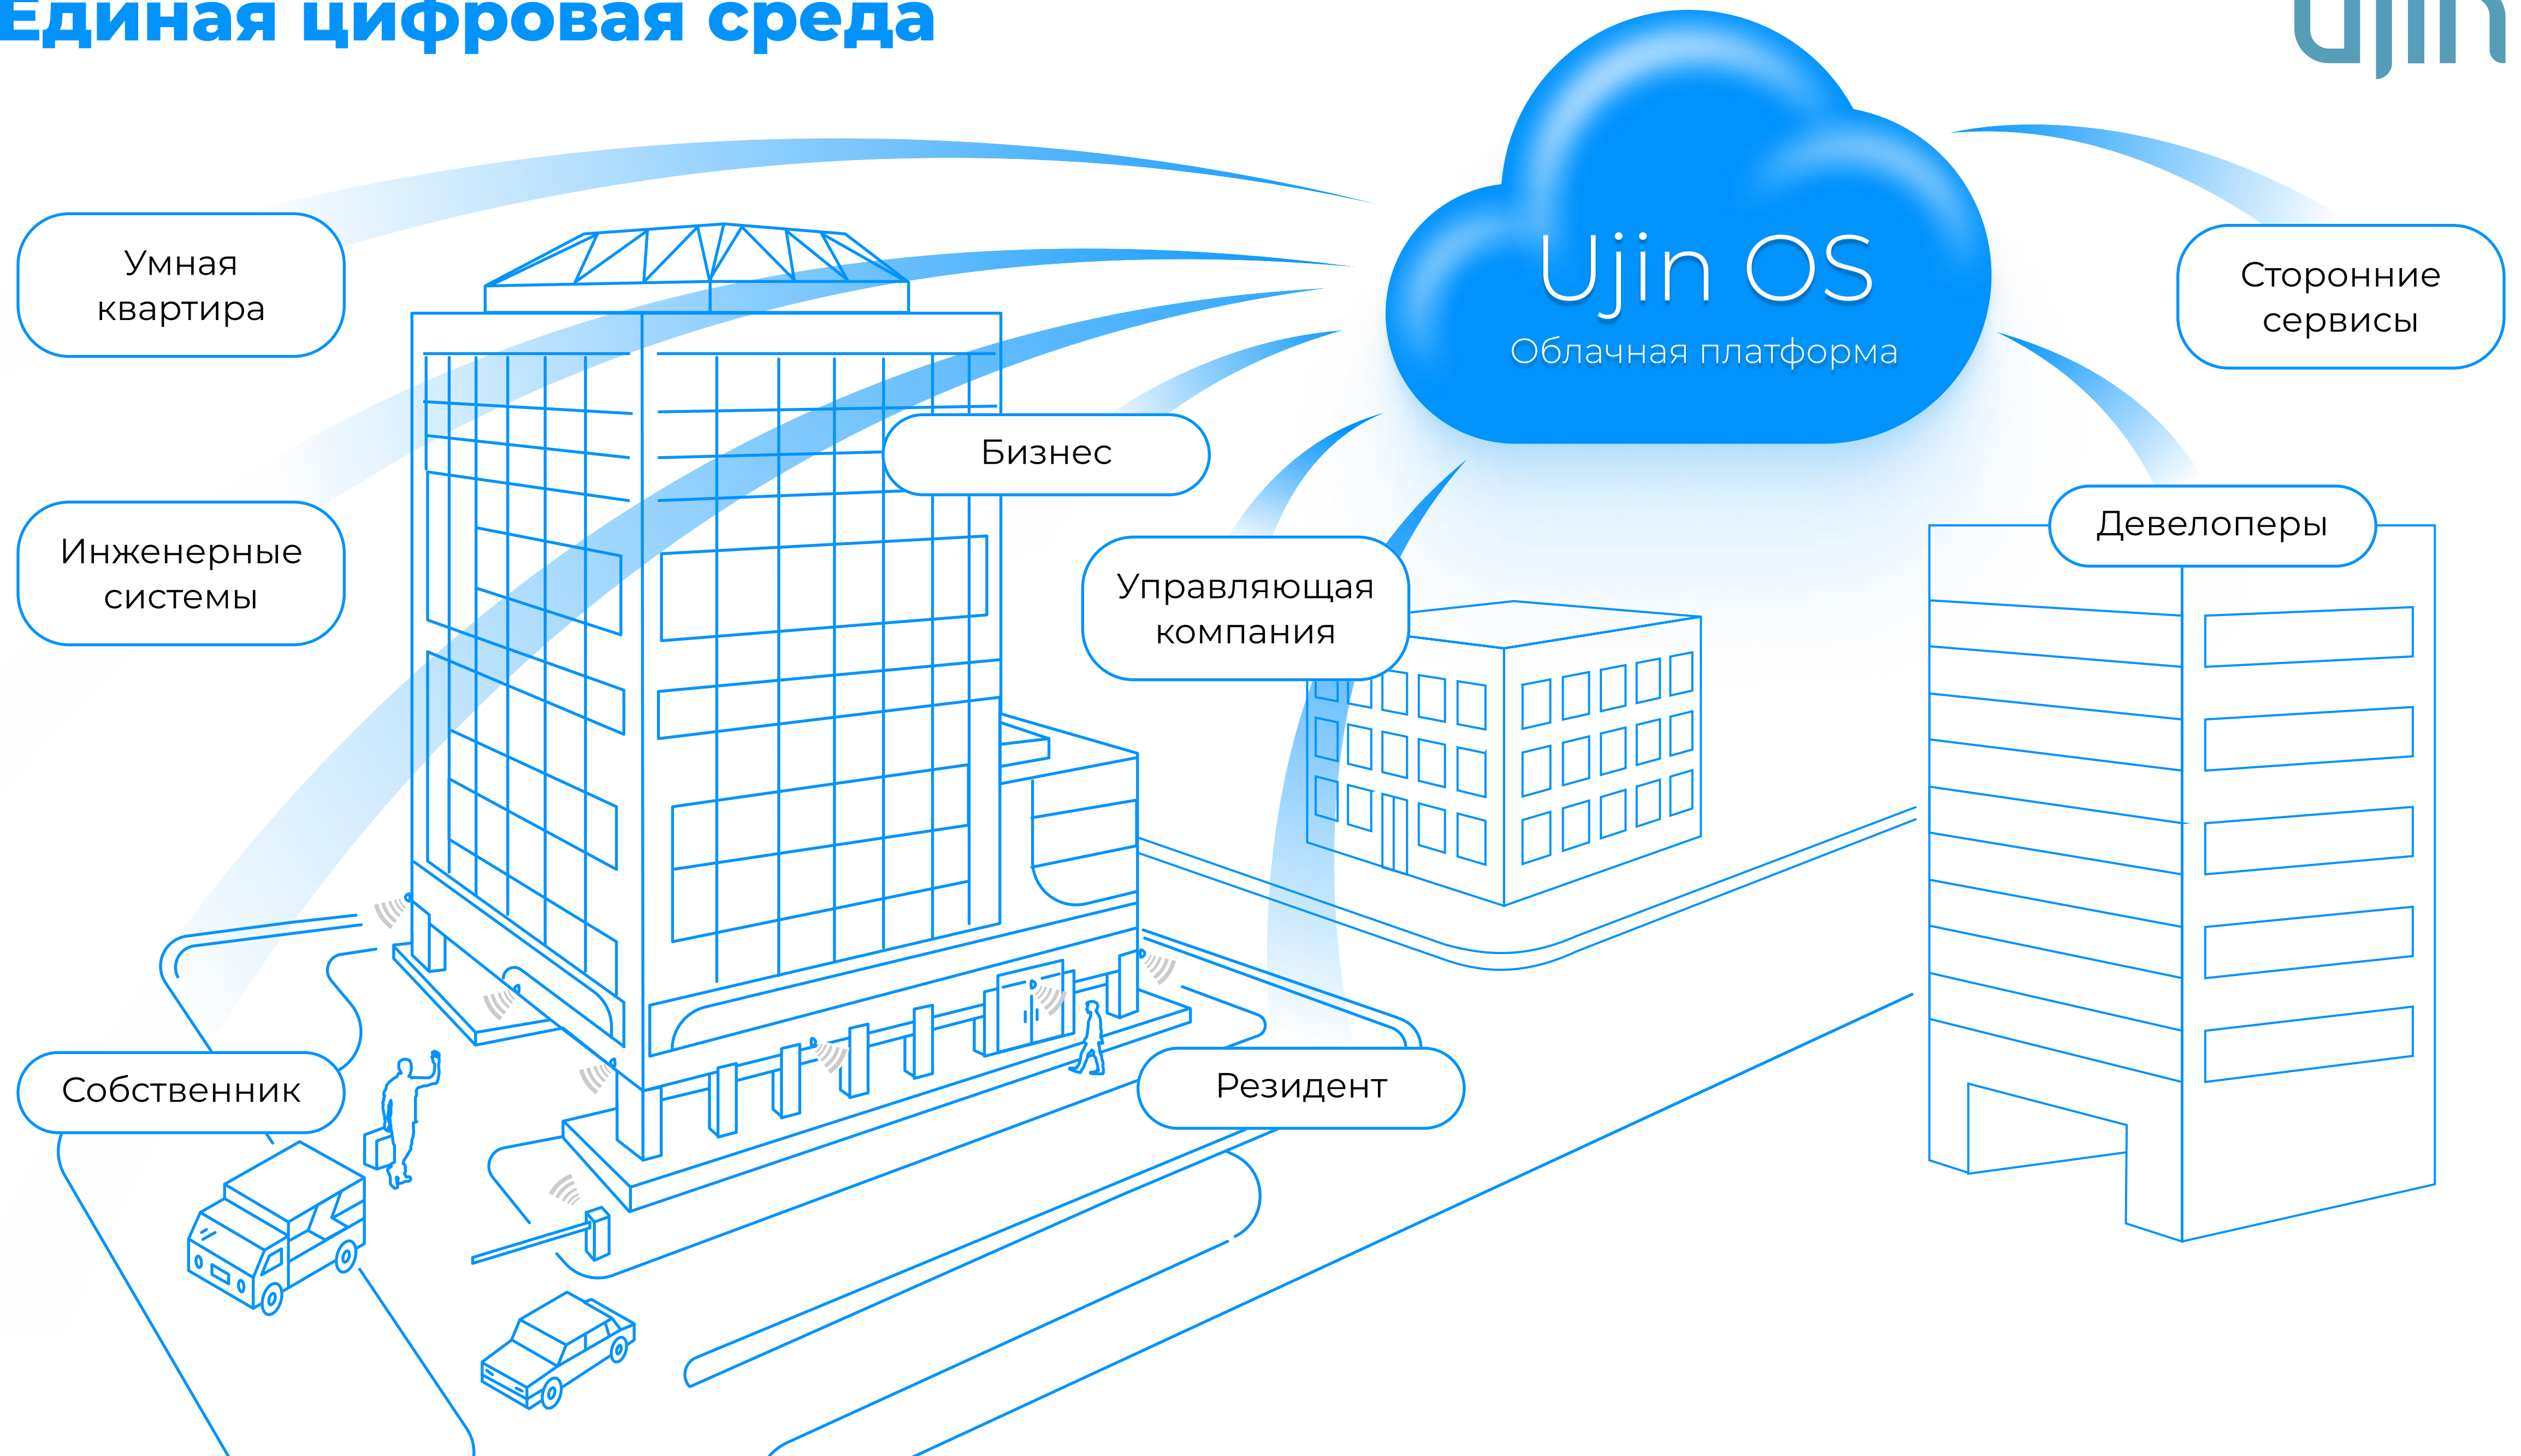 Единая цифровая среда
ujin
Ujin OS
Облачная платформа
Умная
квартира
Сторонние
сервисы
Бизнес
Инженерные
системы
Управляющая
компания
Девелоперы
Собственник
Резидент